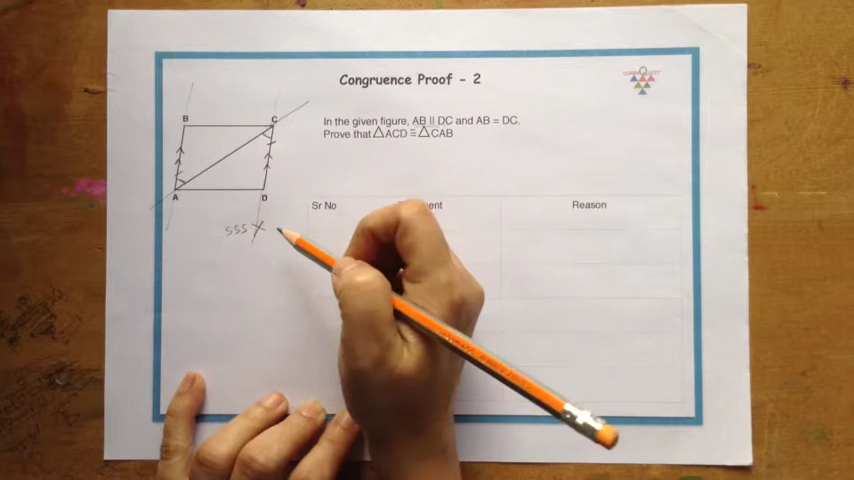 Congruence Proof - 2
B
C
A
D
In the given figure, AB || DC and AB = DC.
Prove that △ACD ≅ △CAB
Sr No
Reason
SSS X